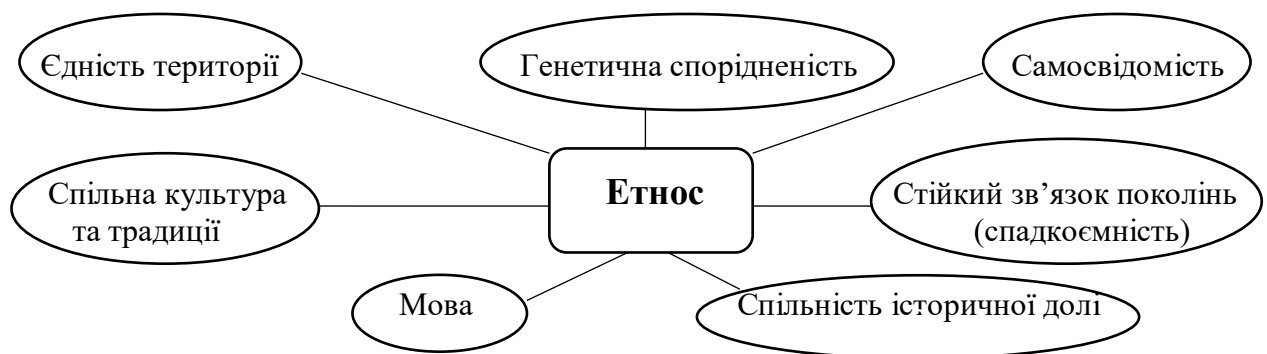 Єдність території
Генетична спорідненість
Самосвідомість
Етнос
Спільна культура
та традиції
Стійкий зв’язок поколінь
(спадкоємність)
Мова
Спільність історичної долі